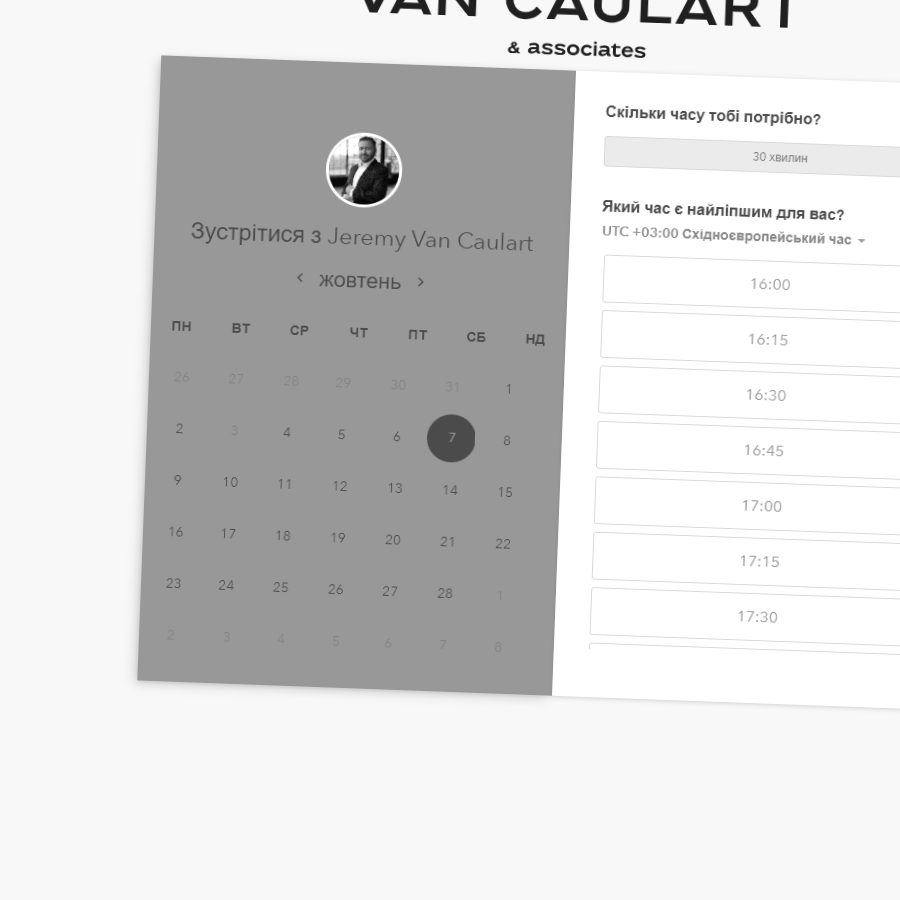 VAN CAULART
& associates
Зустрітися з Jeremy Van Caulart
жовтень
ПН ВТ СР ЧТ ПТ СБ НД
26 27 28 29 30 31 1
2 3 4 5 6 7 8
9 10 11 12 13 14 15
16 17 18 19 20 21 22
23 24 25 26 27 28 1
2 3 4 5 6 7 8
Скільки часу тобі потрібно?
30 хвилин
Який час є найліпшим для вас?
UTC +03:00 Східноєвропейський час
16:00
16:15
16:30
16:45
17:00
17:15
17:30